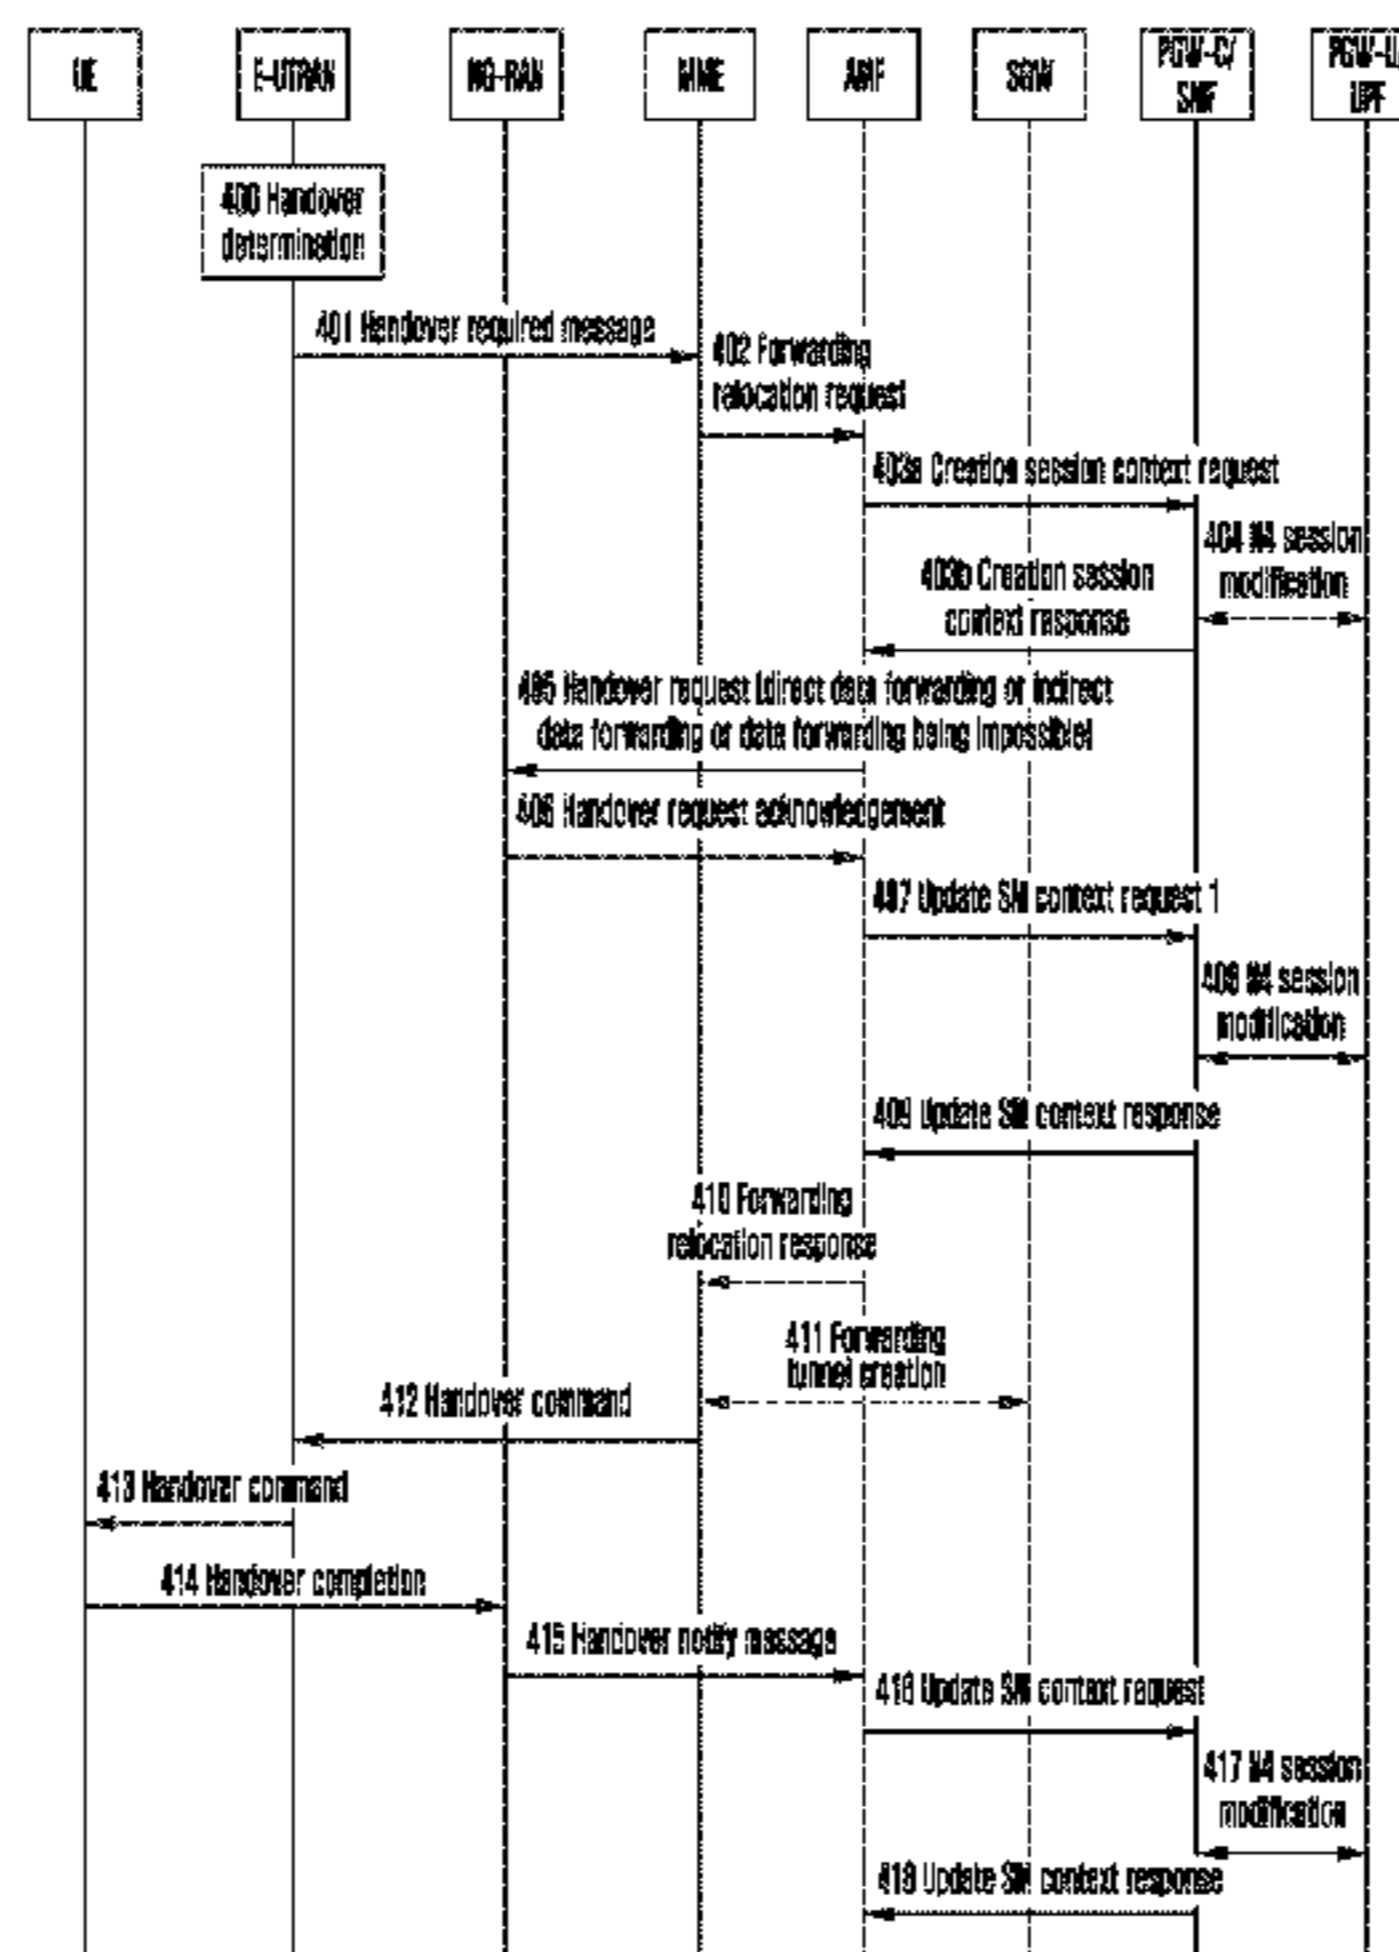 UE
E-UTRAN
NG-RAN
MME
AMF
SGW
PGW-C/
SMF
PGW-U/
UPF
400 Handover
determination
401 Handover required message
402 Forwarding
relocation request
403a Creation session context request
404 N4 session
modification
403b Creation session
context response
405 Handover request (direct data forwarding or indirect
data forwarding or data forwarding being impossible)
406 Handover request acknowledgement
407 Update SM context request 1
408 N4 session
modification
409 Update SM context response
410 Forwarding
relocation response
411 Forwarding
tunnel creation
412 Handover command
413 Handover command
414 Handover completion
415 Handover notify message
416 Update SM context request
417 N4 session
modification
418 Update SM context response